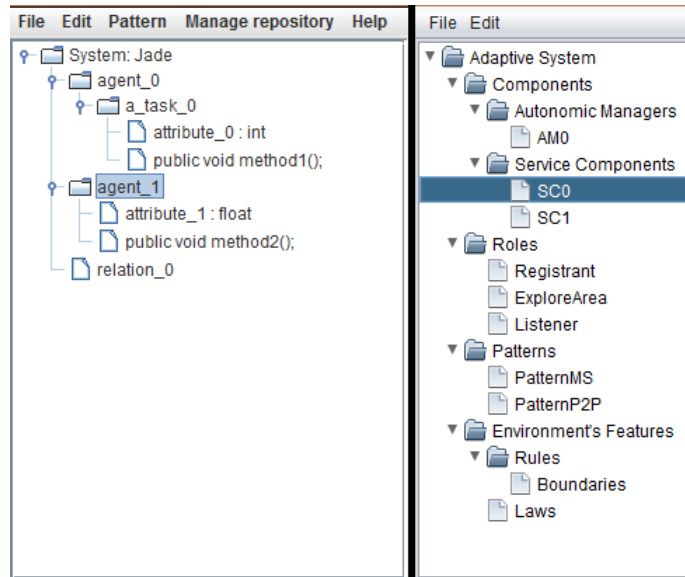 File Edit Pattern Manage repository Help
System: Jade
agent_0
a_task_0
attribute_0 : int
public void method1();
agent_1
attribute_1 : float
public void method2();
relation_0
File Edit
Adaptive System
Components
Autonomic Managers
AM0
Service Components
SC0
SC1
Roles
Registrant
ExploreArea
Listener
Patterns
PatternMS
PatternP2P
Environment's Features
Rules
Boundaries
Laws